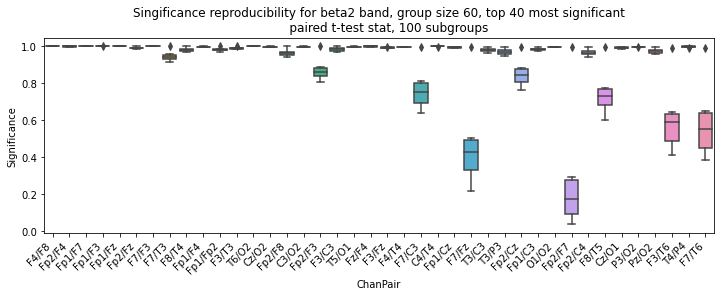 Singificance reproducibility for beta2 band, group size 60, top 40 most significant
paired t-test stat, 100 subgroups
Significance
1.0
0.8
0.6
0.4
0.2
0.0
F4/F8
Fp2/F4
Fp1/F7
Fp1/F3
Fp1/Fz
Fp2/Fz
F7/F3
F7/T3
F8/T4
Fp1/F4
Fp1/Fp2
F3/T3
T6/O2
Cz/O2
Fp2/F8
C3/O2
Fp2/F3
F3/C3
T5/O1
Fz/F4
F3/Fz
F4/T4
F7/C3
C4/T4
Fp1/Cz
F7/Fz
T3/C3
T3/P3
Fp2/Cz
Fp1/C3
O1/O2
Fp2/F7
Fp2/C4
F8/T5
Cz/O1
P3/O2
Pz/O2
F3/T6
T4/P4
F7/T6
ChanPair